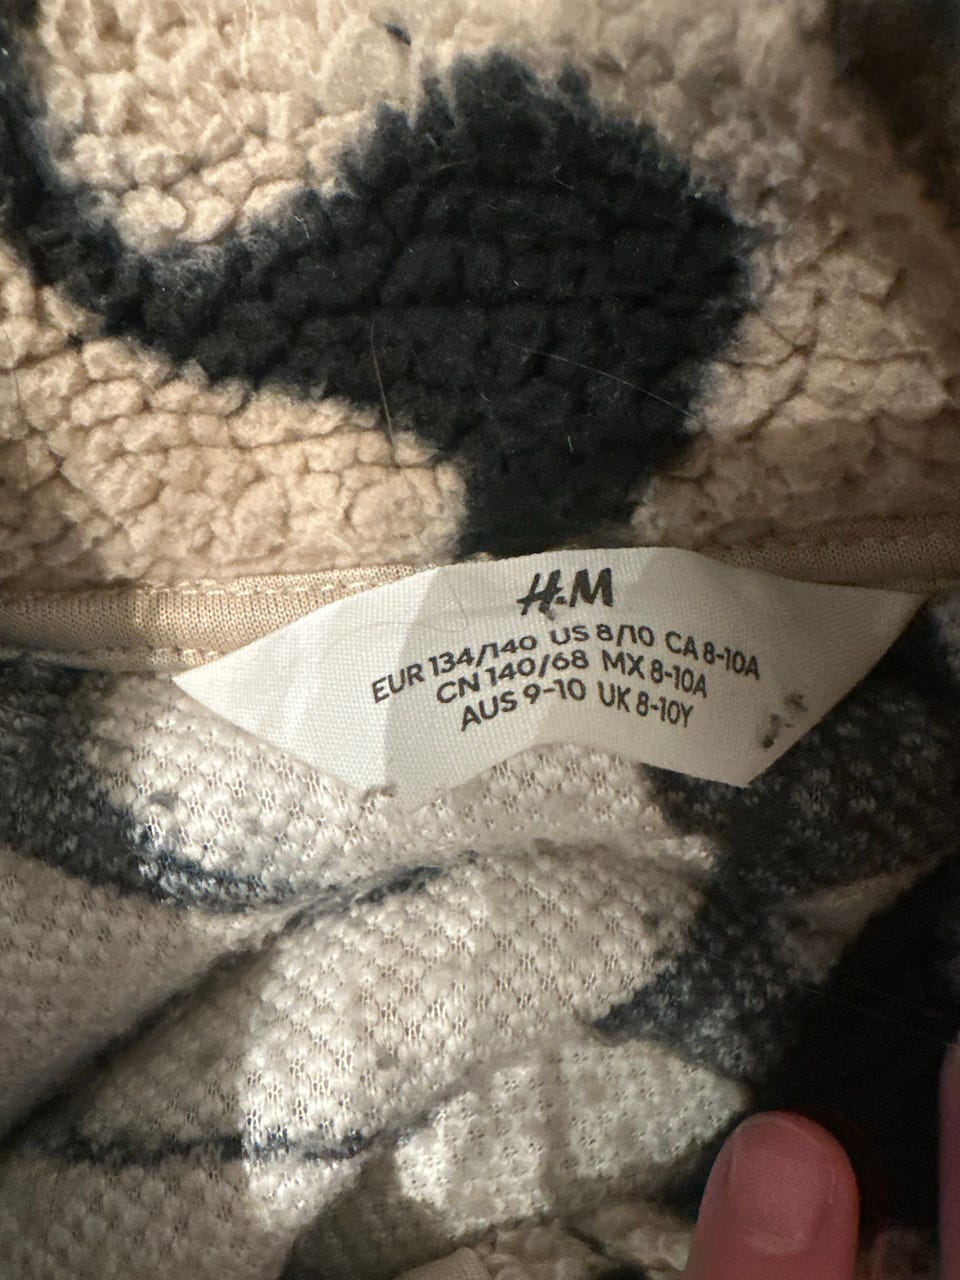 H&M
EUR 134/140 US 8/10 CA 8-10A
CN 140/68 MX 8-10A
AUS 9-10 UK 8-10Y